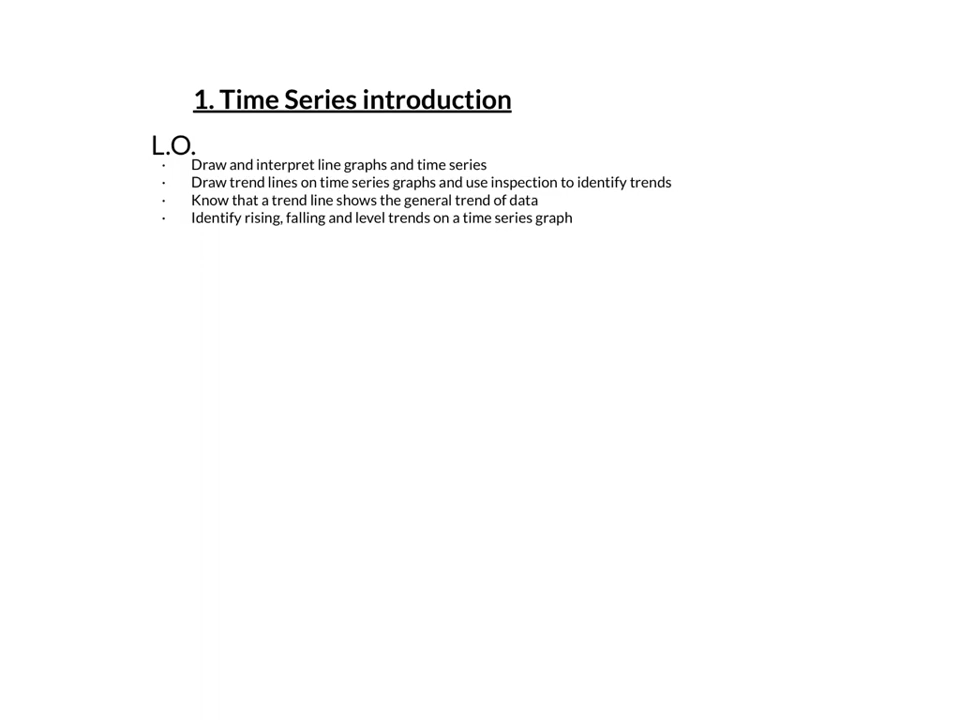 1. Time Series introduction
L.O.
· Draw and interpret line graphs and time series
· Draw trend lines on time series graphs and use inspection to identify trends
· Know that a trend line shows the general trend of data
· Identify rising, falling and level trends on a time series graph